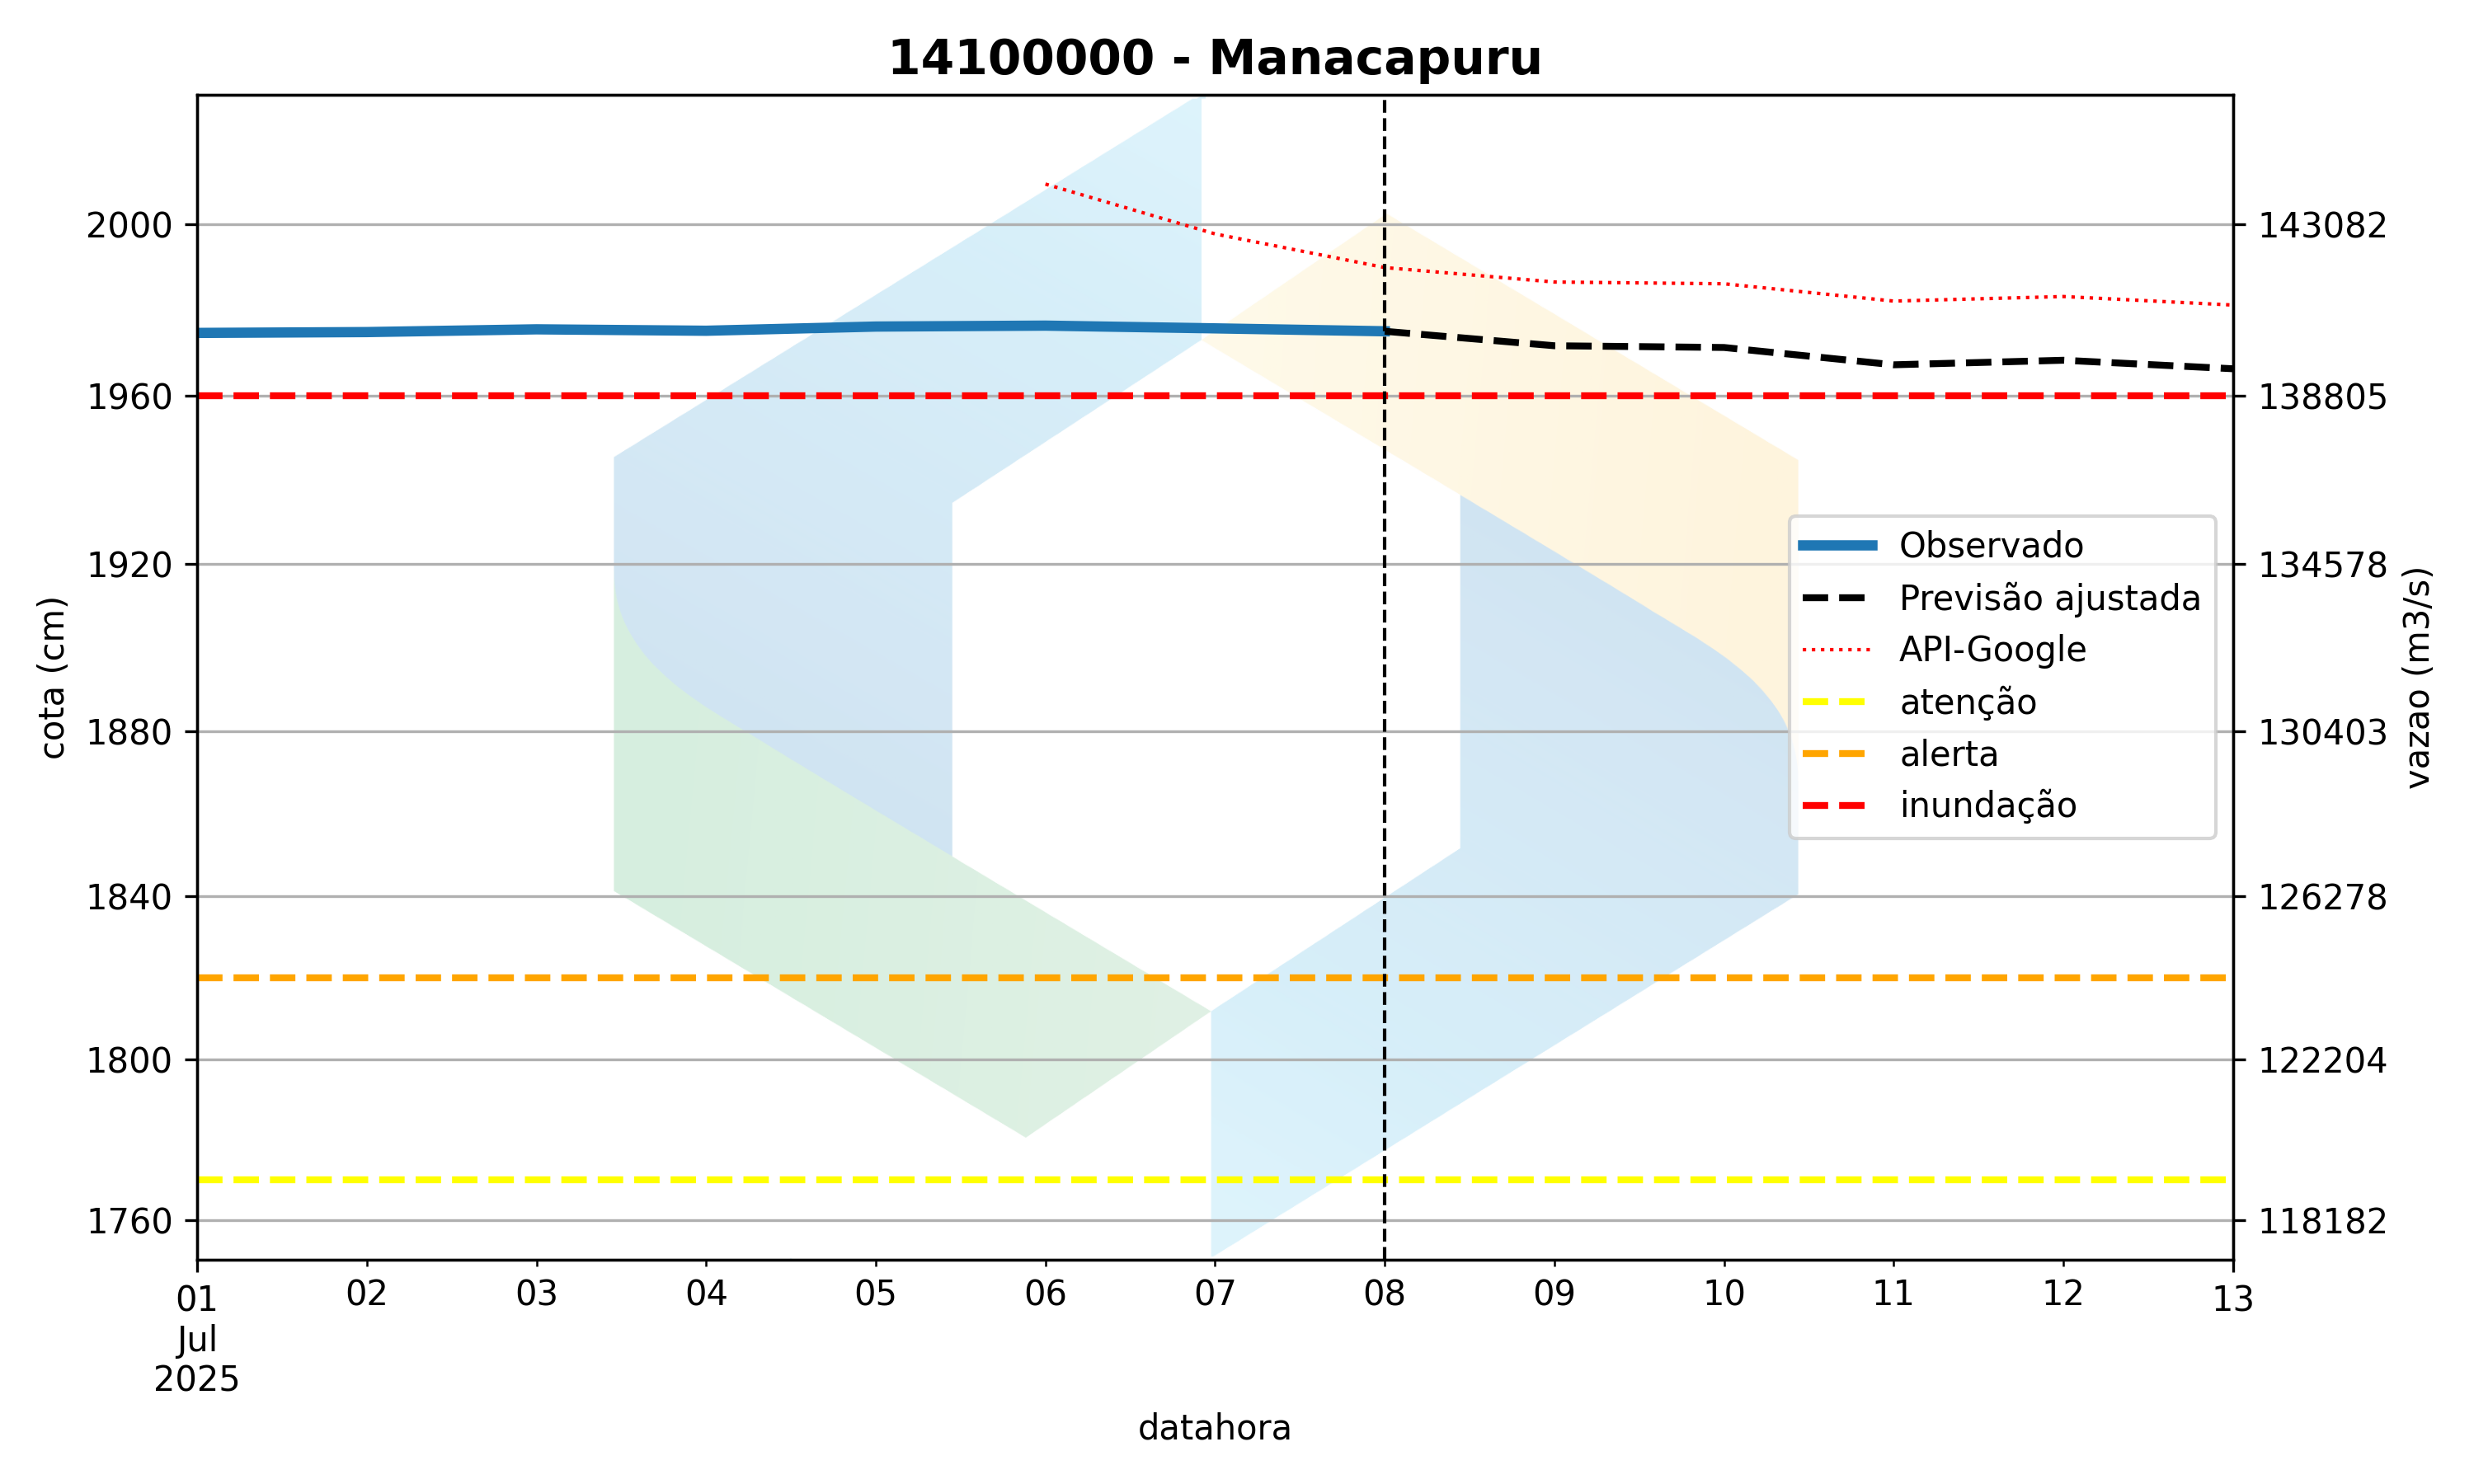 14100000 - Manacapuru
2000
1960
1920
1880
1840
1800
1760
cota (cm)
143082
138805
134578
130403
126278
122204
118182
vazao (m3/s)
Observado
Previsão ajustada
API-Google
atenção
alerta
inundação
01 02 03 04 05 06 07 08 09 10 11 12 13
Jul
2025
datahora